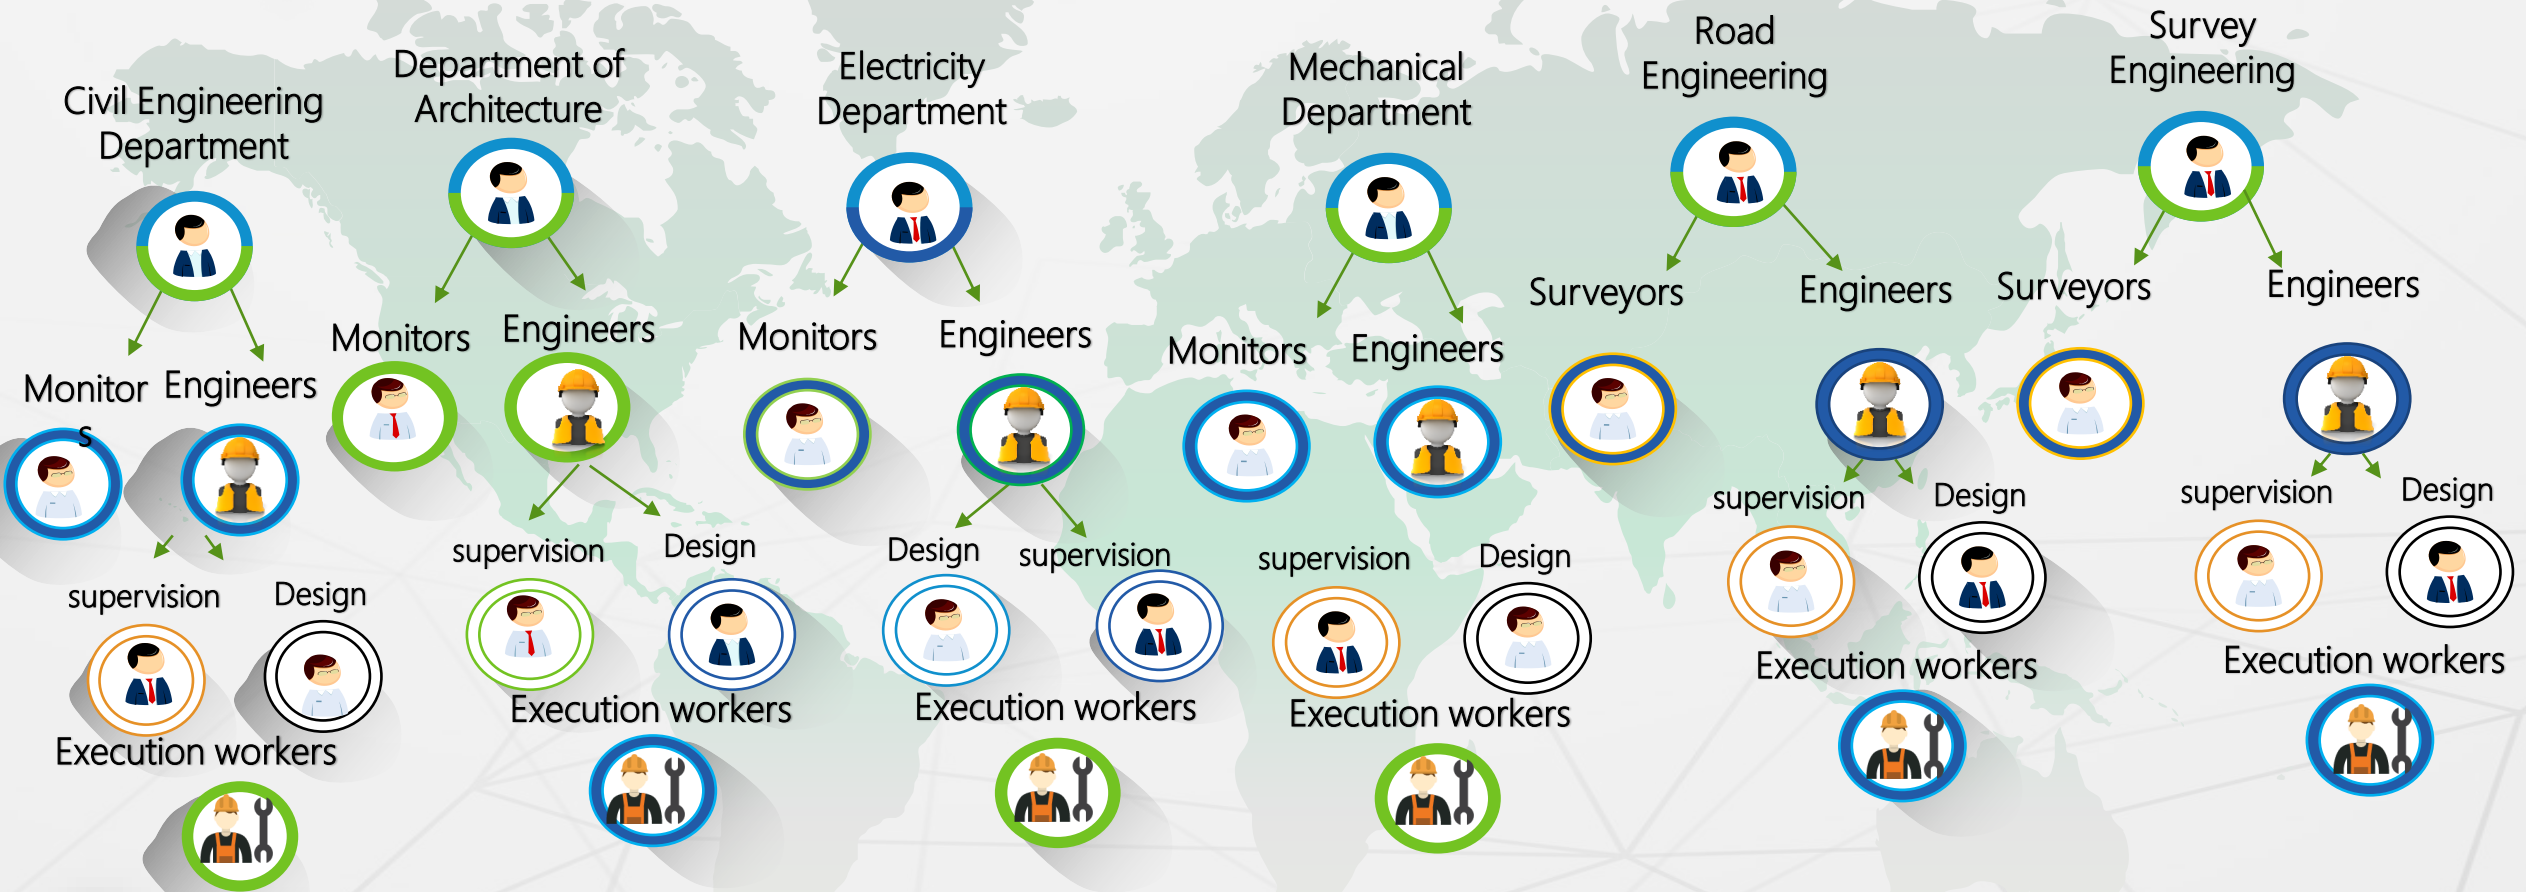 Civil Engineering
Department
Monitor
s
Engineers
supervision
Design
Execution workers
Department of
Architecture
Monitors
Engineers
supervision
Design
Execution workers
Electricity
Department
Monitors
Engineers
Design
supervision
Execution workers
Mechanical
Department
Monitors
Engineers
supervision
Design
Execution workers
Road
Engineering
Surveyors
Engineers
supervision
Design
Execution workers
Survey
Engineering
Surveyors
Engineers
supervision
Design
Execution workers